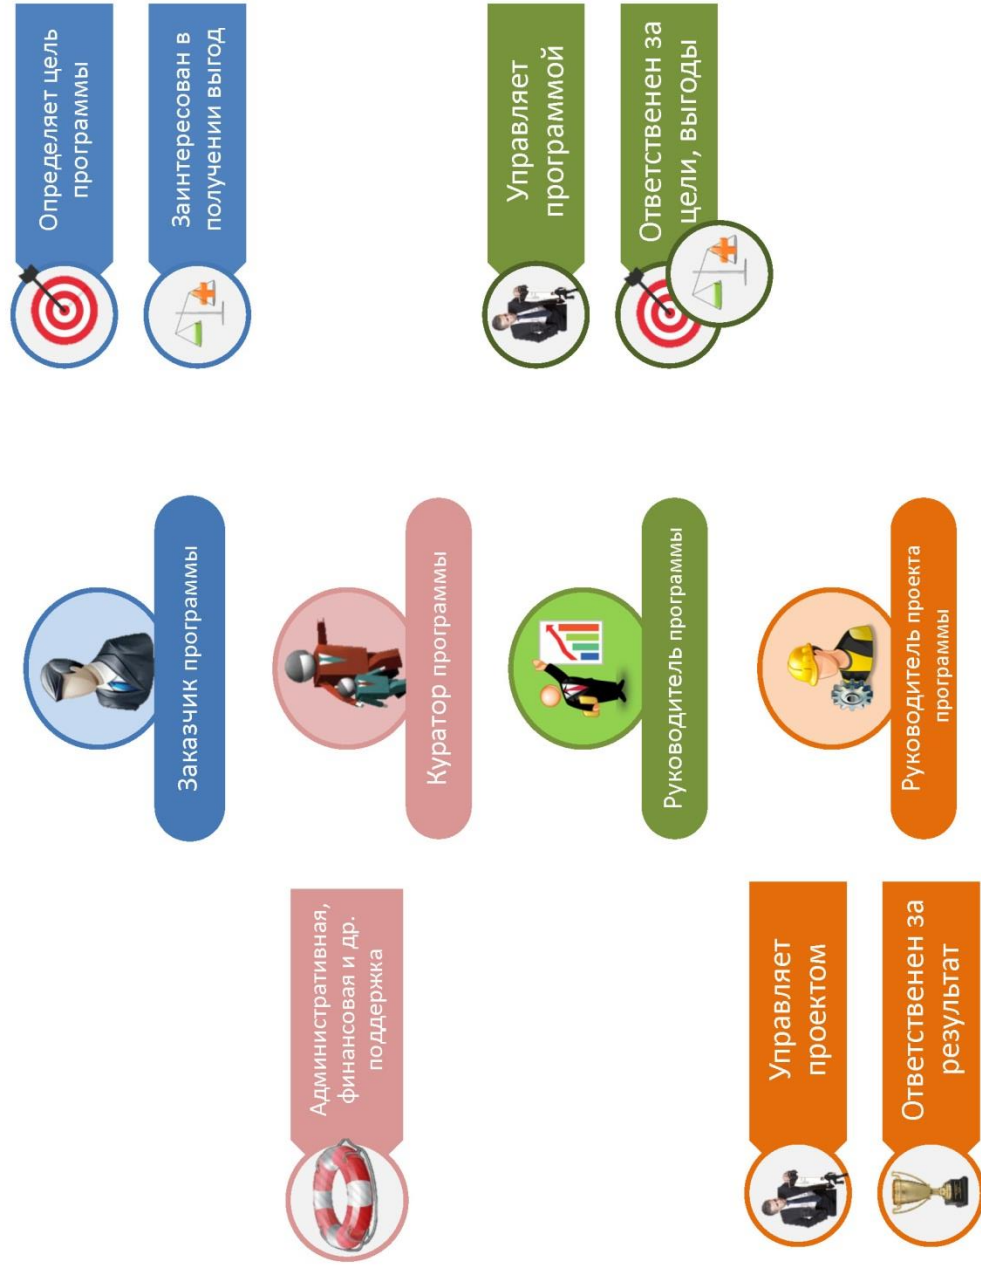 Заказчик программы
Определяет цель
программы
Заинтересован в
получении выгод
Административная,
финансовая и др.
поддержка
Куратор программы
Руководитель программы
Управляет
программой
Ответственен за
цели, выгоды
Управляет
проектом
Ответственен за
результат
Руководитель проекта
программы